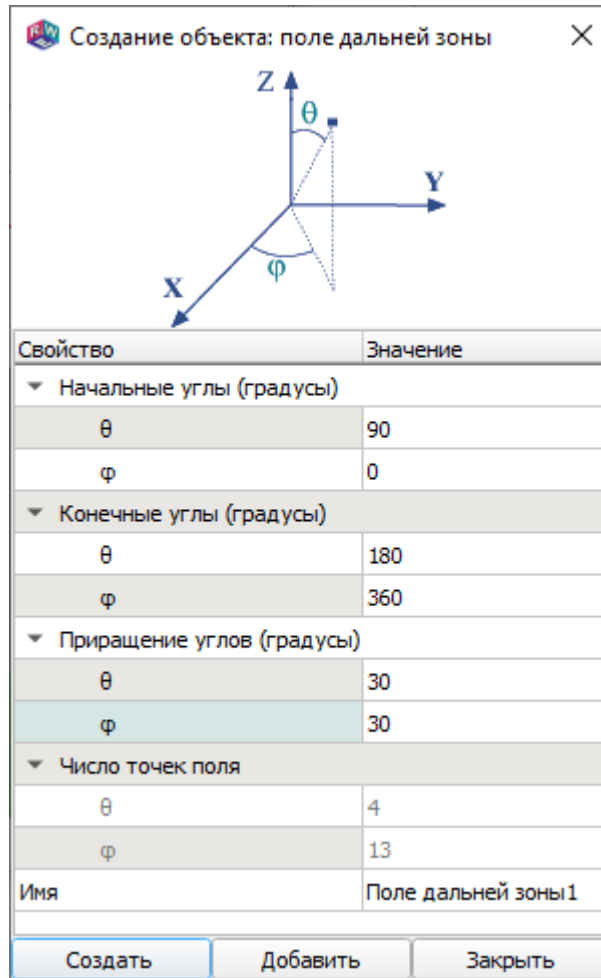 Создание объекта: поле дальней зоны
Z
θ
Y
φ
X
Свойство Значение
Начальные углы (градусы)
θ 90
φ 0
Конечные углы (градусы)
θ 180
φ 360
Приращение углов (градусы)
θ 30
φ 30
Число точек поля
θ 4
φ 13
Имя Поле дальней зоны1
Создать Добавить Закрыть